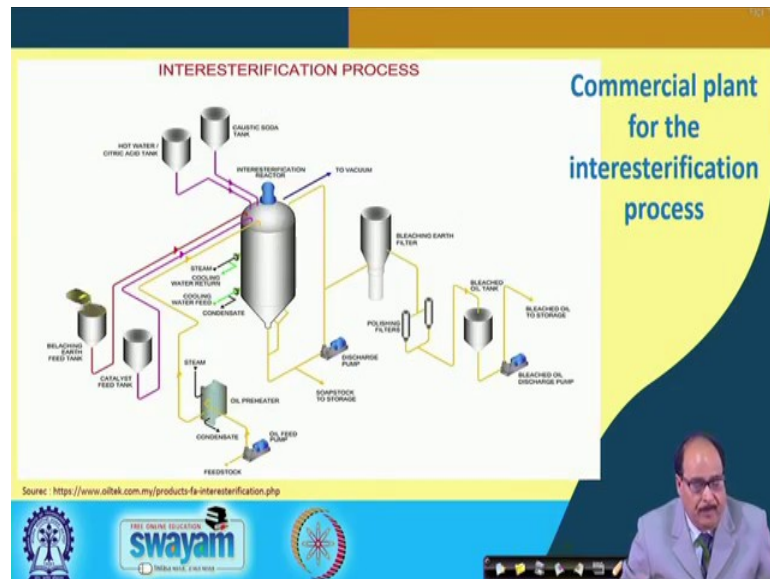 INTERESTERIFICATION PROCESS
Commercial plant
for the
interesterification
process
CAUSTIC SODA
TANK
HOT WATER /
CITRIC ACID TANK
INTERESTERIFICATION
REACTOR
TO VACUUM
BLEACHING EARTH
FILTER
STEAM
COOLING
WATER RETURN
COOLING
WATER FEED
CONDENSATE
BLEACHED
OIL TANK
BLEACHED OIL
TO STORAGE
POLISHING
FILTERS
BELACHING
EARTH
FEED TANK
CATALYST
FEED TANK
DISCHARGE
PUMP
BLEACHED OIL
DISCHARGE PUMP
STEAM
OIL PREHEATER
SOAPSTOCK
TO STORAGE
CONDENSATE
OIL FEED
PUMP
FEEDSTOCK
Sourec : https://www.oiltek.com.my/products-fa-interesterification.php
FREE ONLINE EDUCATION
swayam